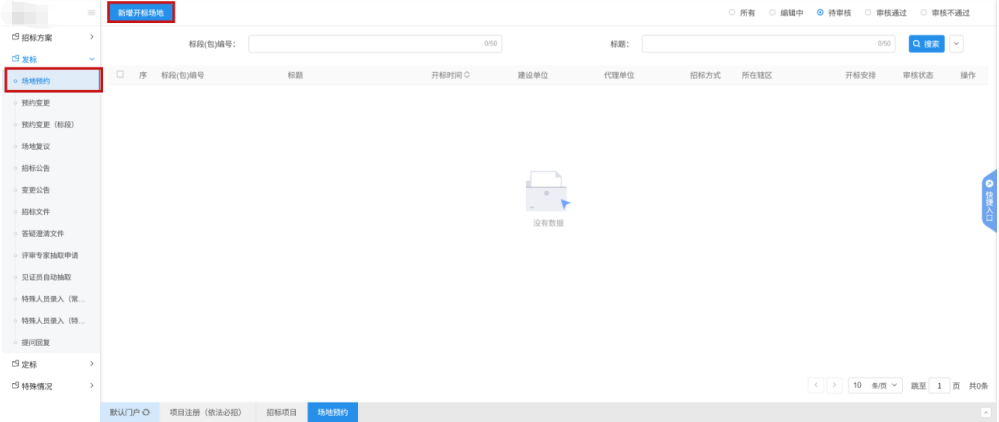 新增开标场地
所有 编辑中 待审核 审核通过 审核不通过
招标方案
标段(包)编号： 0/50 标题： 0/50 搜索
发标
场地预约
序 标段(包)编号 标题 开标时间 建设单位 代理单位 招标方式 所在辖区 开标安排 审核状态 操作
预约变更
预约变更（标段）
场地复议
招标公告
变更公告
招标文件
答疑澄清文件
评审专家抽取申请
见证员自动抽取
特殊人员录入（常...
特殊人员录入（特...
提问回复
定标
特殊情况
没有数据
快捷入口
10 条/页 跳至 1 页 共0条
默认门户 项目注册（依法必招） 招标项目 场地预约